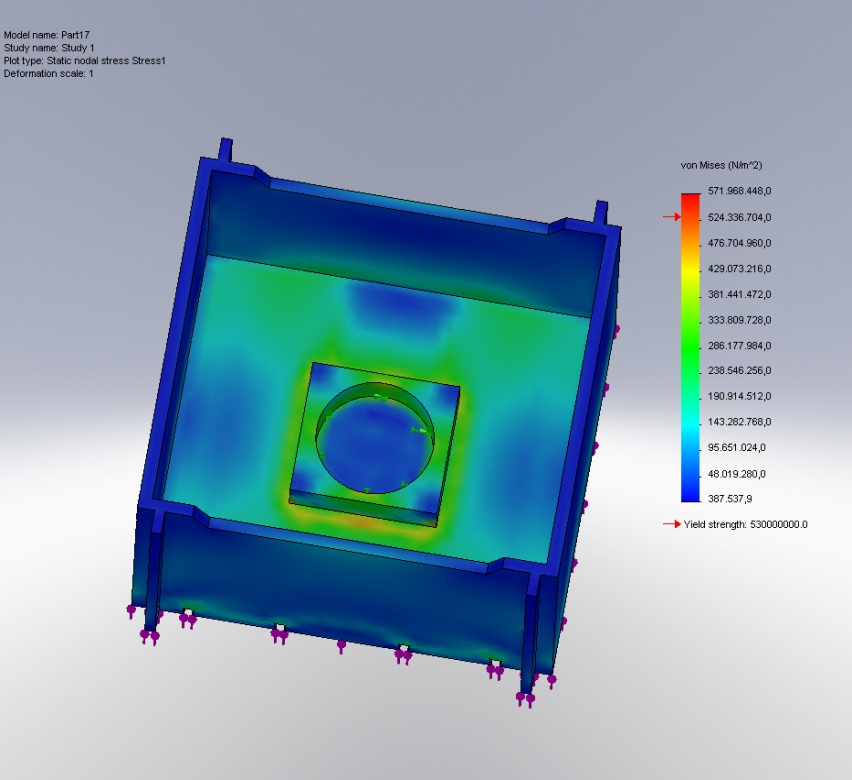 Model name: Part17
Study name: Study 1
Plot type: Static nodal stress Stress1
Deformation scale: 1
von Mises (N/m^2)
571.968.448,0
524.336.704,0
476.704.960,0
429.073.216,0
381.441.472,0
333.809.728,0
286.177.984,0
238.546.256,0
190.914.512,0
143.282.768,0
95.651.024,0
48.019.280,0
387.537,9
Yield strength: 530000000.0